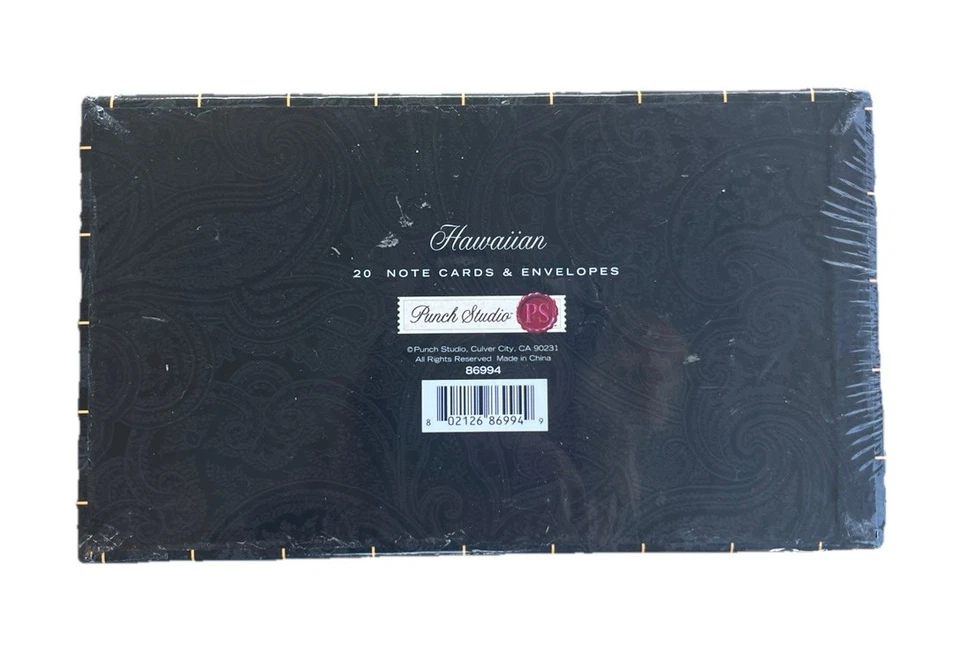 Hawaiian
20 NOTE CARDS & ENVELOPES
Punch Studio™ PS
©Punch Studio, Culver City, CA 90231
All Rights Reserved Made in China
86994
8 02126 86994 9